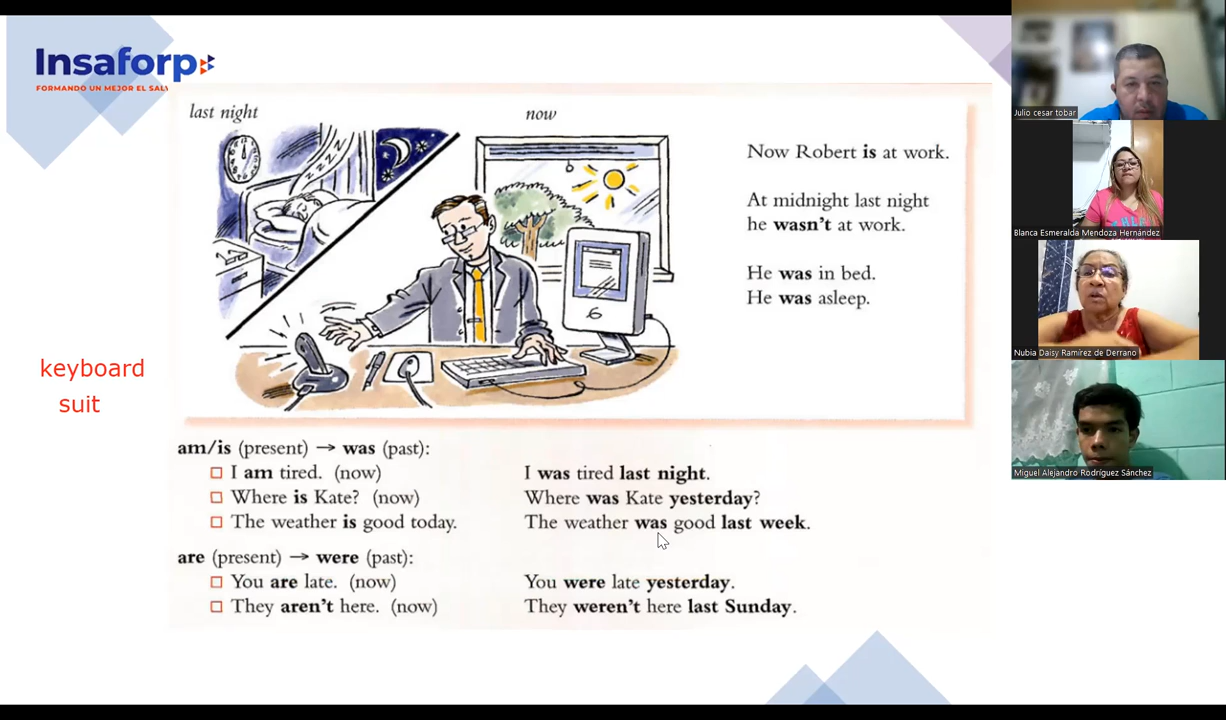 Insaforp
FORMANDO UN MEJOR EL SAL
last night
now
ZZZ
Now Robert is at work.
At midnight last night
he wasn't at work.
He was in bed.
He was asleep.
keyboard
suit
am/is (present) → was (past):
I am tired. (now)
I was tired last night.
Where is Kate? (now)
Where was Kate yesterday?
The weather is good today.
The weather was good last week.
are (present) → were (past):
You are late. (now)
You were late yesterday.
They aren't here. (now)
They weren't here last Sunday.
Julio cesar tobar
Blanca Esmeralda Mendoza Hernández
Nubia Daisy Ramírez de Derrano
Miguel Alejandro Rodríguez Sánchez